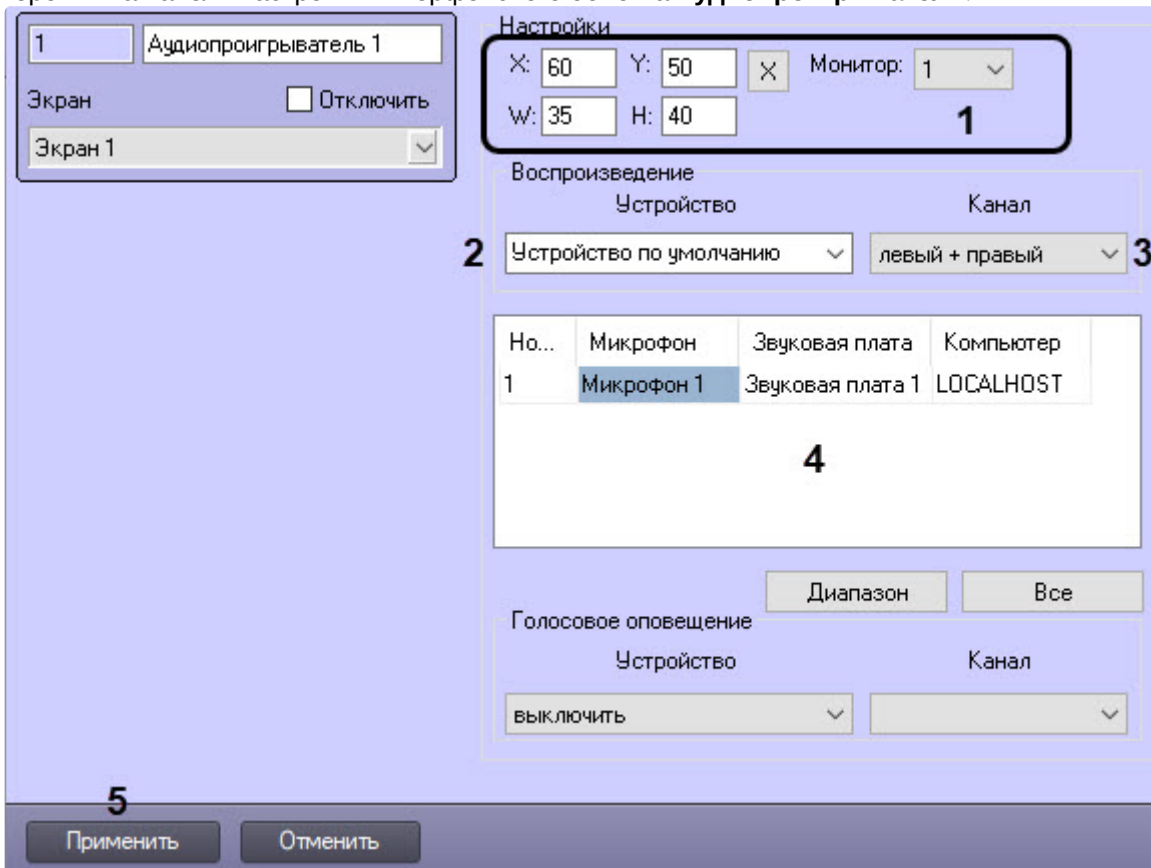 1 Аудиопроигрыватель 1
Экран Отключить
Экран 1
Настройки
X: 60 Y: 50 X Монитор: 1
W: 35 H: 40
1
Воспроизведение
Устройство Канал
2 Устройство по умолчанию левый + правый 3
Но... Микрофон Звуковая плата Компьютер
1 Микрофон 1 Звуковая плата 1 LOCALHOST
4
Диапазон Все
Голосовое оповещение
Устройство Канал
выключить
5
Применить Отменить